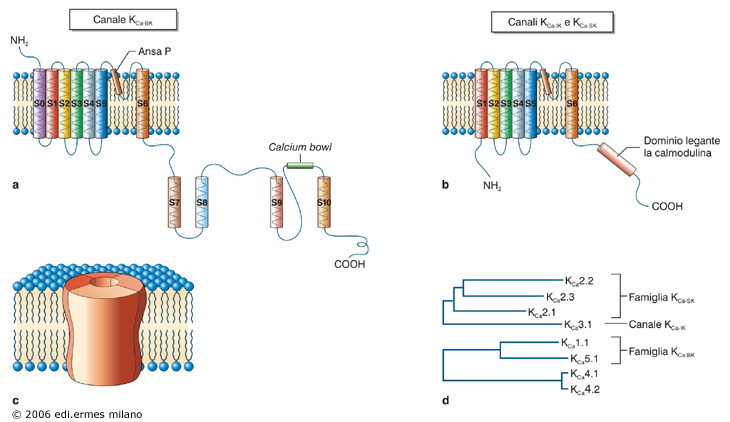 Canale KCa-BK
NH2
Ansa P
S0 S1 S2 S3 S4 S5 S6
Calcium bowl
a
S7 S8 S9 S10
COOH
Canali KCa-IK e KCa-SK
S1 S2 S3 S4 S5 S6
Dominio legante
la calmodulina
b
NH2
COOH
c
© 2006 edi.ermes milano
KCa2.2
KCa2.3
KCa2.1
KCa3.1
KCa1.1
KCa5.1
KCa4.1
KCa4.2
Famiglia KCa-SK
Canale KCa-IK
Famiglia KCa-BK
d